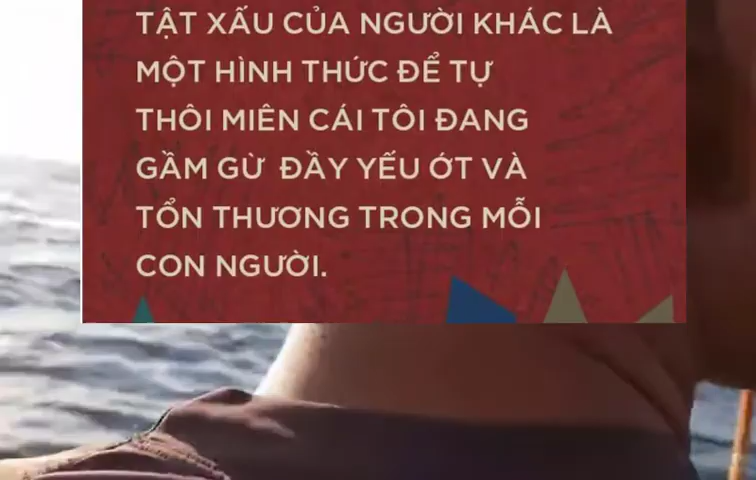 TẬT XẤU CỦA NGƯỜI KHÁC LÀ
MỘT HÌNH THỨC ĐỂ TỰ
THÔI MIÊN CÁI TÔI ĐANG
GẦM GỪ ĐẦY YẾU ỚT VÀ
TỔN THƯƠNG TRONG MỖI
CON NGƯỜI.